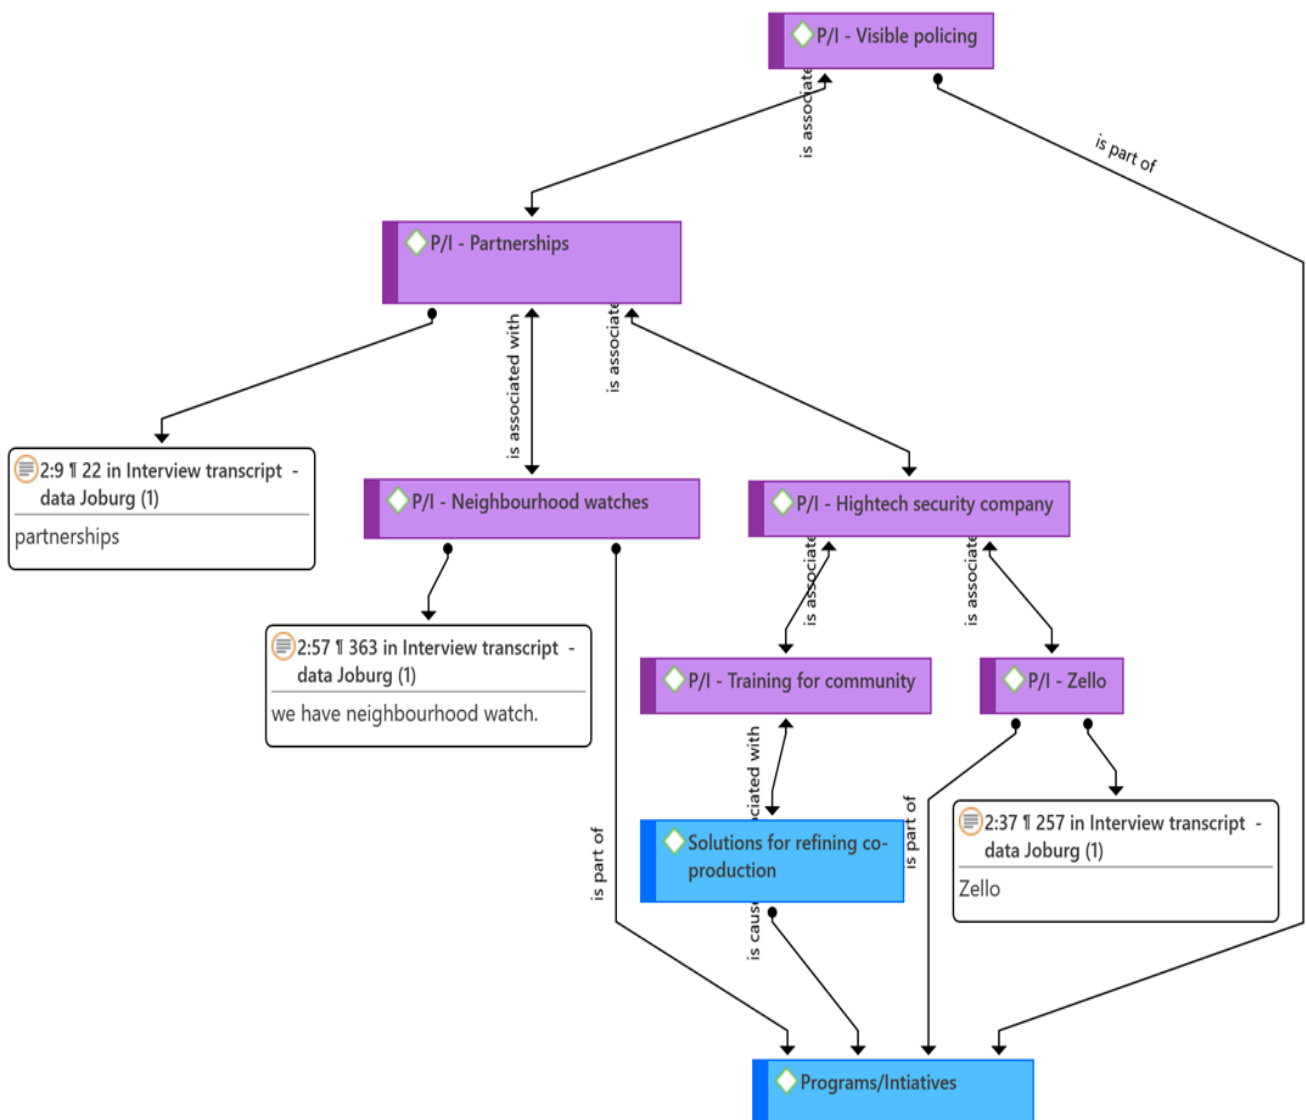 P/I - Visible policing
is associate
is part of
P/I - Partnerships
is associated with
is associate
2:9 ¶ 22 in Interview transcript -
data Joburg (1)
partnerships
P/I - Neighbourhood watches
P/I - Hightech security company
is associate
is associate
2:57 ¶ 363 in Interview transcript -
data Joburg (1)
we have neighbourhood watch.
P/I - Training for community
P/I - Zello
ociated with
Solutions for refining co-
production
is part of
2:37 ¶ 257 in Interview transcript -
data Joburg (1)
Zello
is part of
is caus
Programs/Intiatives